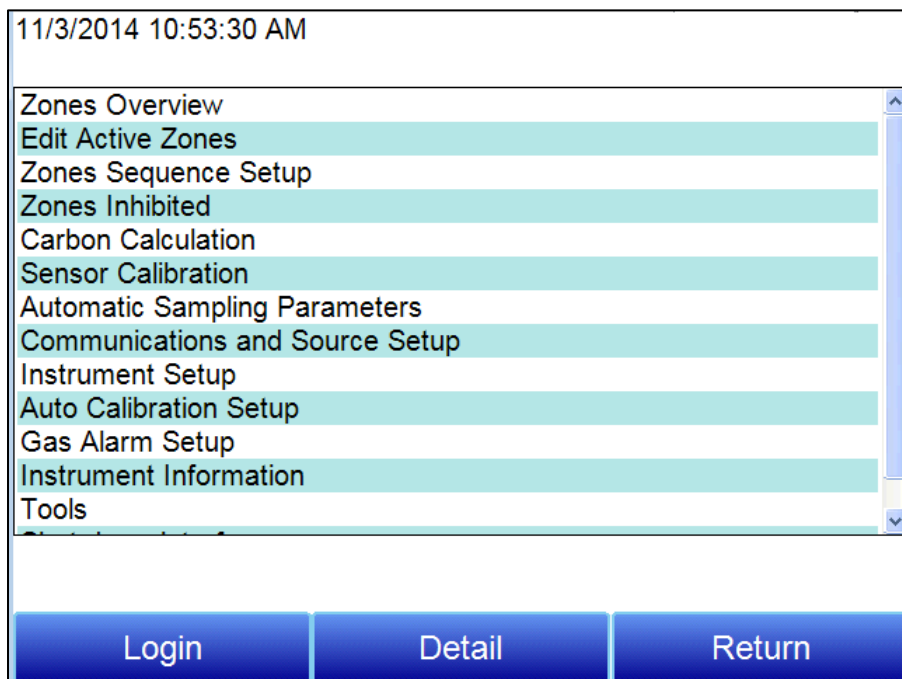 11/3/2014 10:53:30 AM
Zones Overview
Edit Active Zones
Zones Sequence Setup
Zones Inhibited
Carbon Calculation
Sensor Calibration
Automatic Sampling Parameters
Communications and Source Setup
Instrument Setup
Auto Calibration Setup
Gas Alarm Setup
Instrument Information
Tools
Login Detail Return